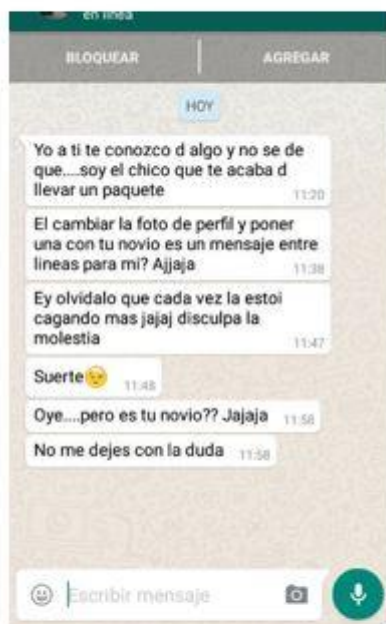 en línea
BLOQUEAR
AGREGAR
HOY
Yo a ti te conozco d algo y no se de
que....soy el chico que te acaba d
llevar un paquete
11:20
El cambiar la foto de perfil y poner
una con tu novio es un mensaje entre
lineas para mi? Ajjaja
11:38
Ey olvidalo que cada vez la estoi
cagando mas jajaj disculpa la
molestia
11:47
Suerte😉 11:48
Oye....pero es tu novio?? Jajaja 11:58
No me dejes con la duda 11:58
Escribir mensaje